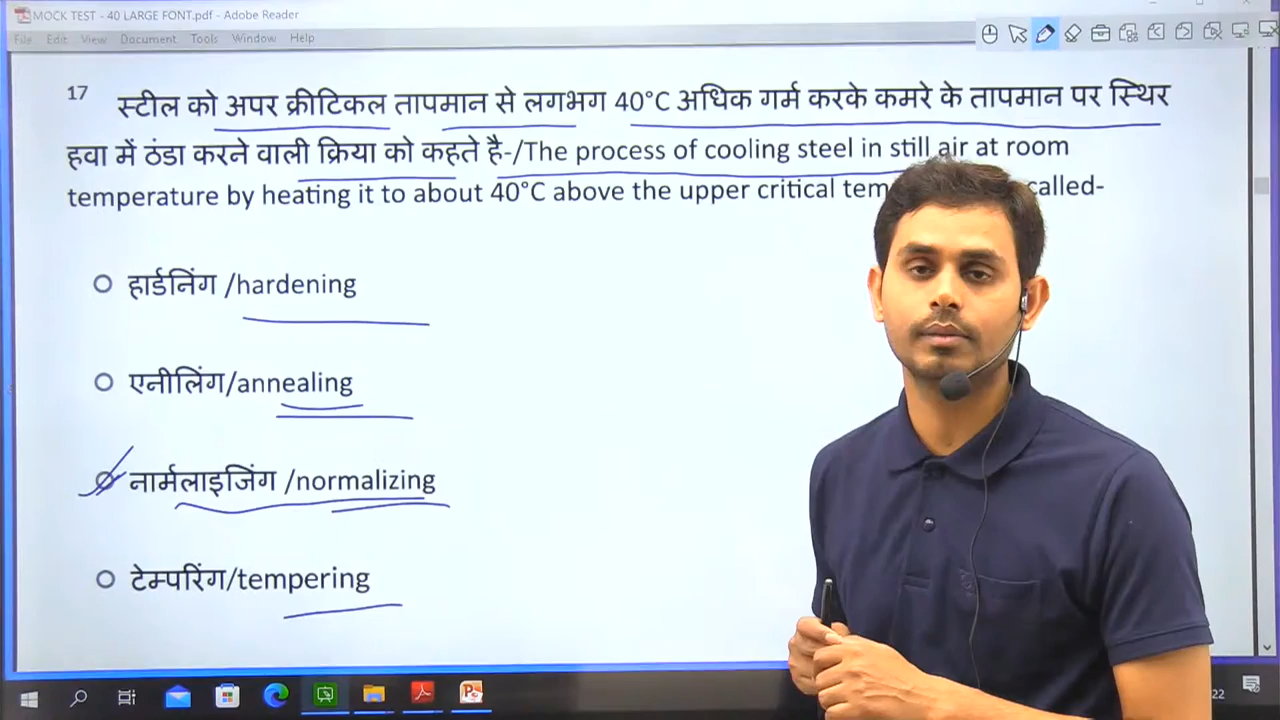 MOCK TEST - 40 LARGE FONT.pdf - Adobe Reader
File Edit View Document Tools Window Help
17 स्टील को अपर क्रीटिकल तापमान से लगभग 40°C अधिक गर्म करके कमरे के तापमान पर स्थिर
हवा में ठंडा करने वाली क्रिया को कहते है-/The process of cooling steel in still air at room
temperature by heating it to about 40°C above the upper critical tem called-
हार्डनिंग /hardening
एनीलिंग/annealing
नार्मलाइजिंग /normalizing
टेम्परिंग/tempering
22